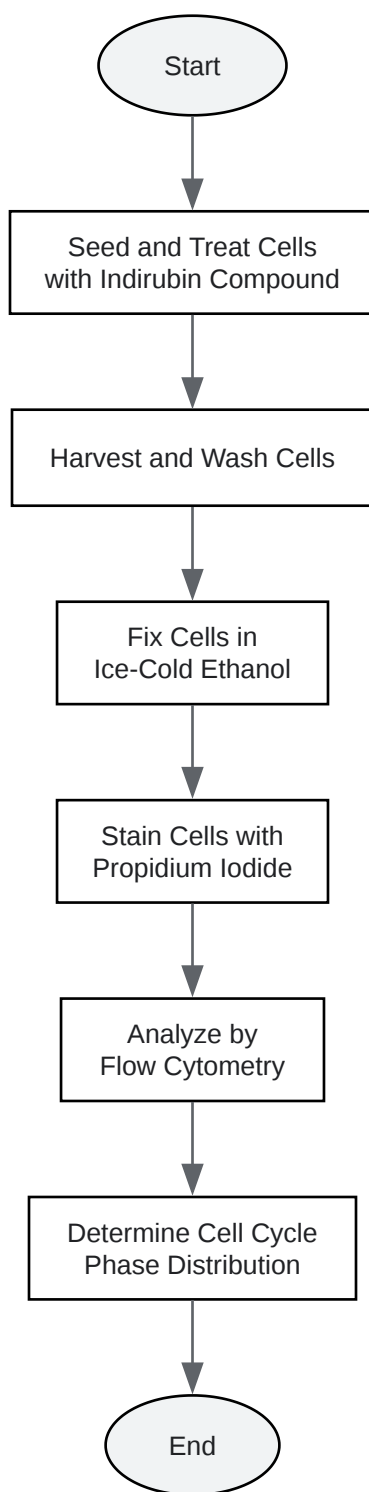 Start
Seed and Treat Cells
with Indirubin Compound
Harvest and Wash Cells
Fix Cells in
Ice-Cold Ethanol
Stain Cells with
Propidium Iodide
Analyze by
Flow Cytometry
Determine Cell Cycle
Phase Distribution
End